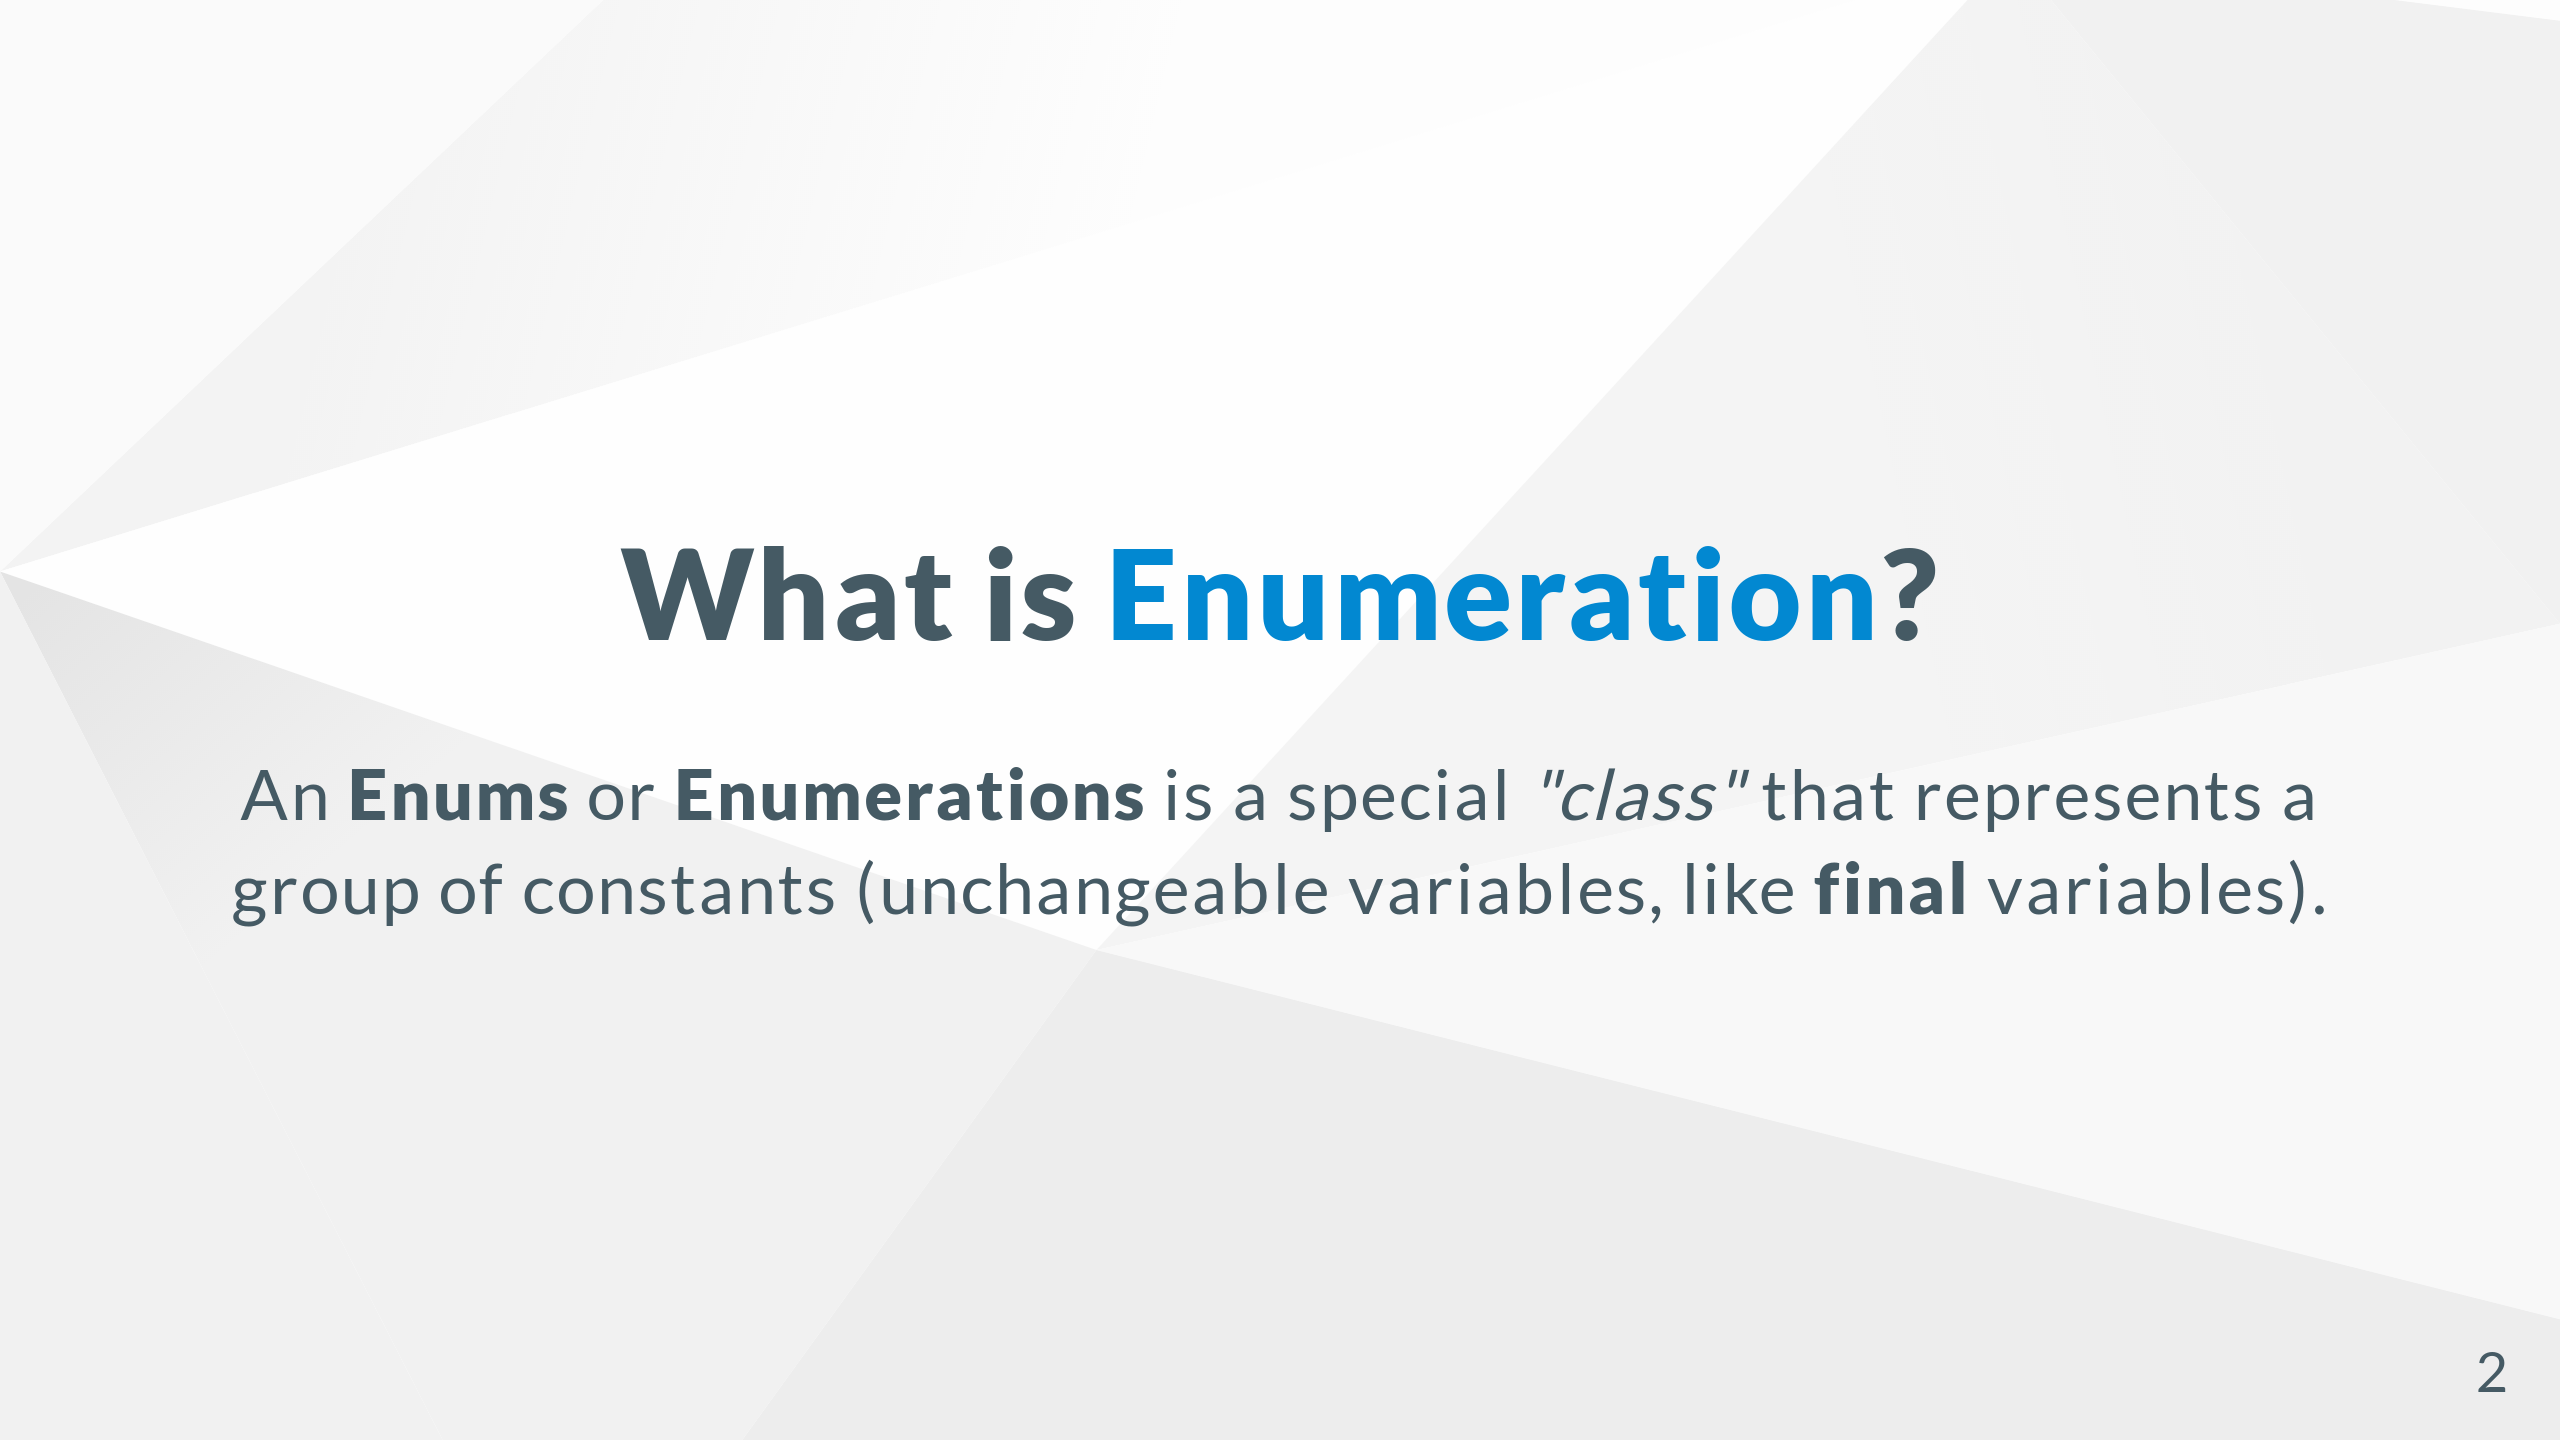 What is Enumeration?
An Enums or Enumerations is a special "class" that represents a
group of constants (unchangeable variables, like final variables).
2